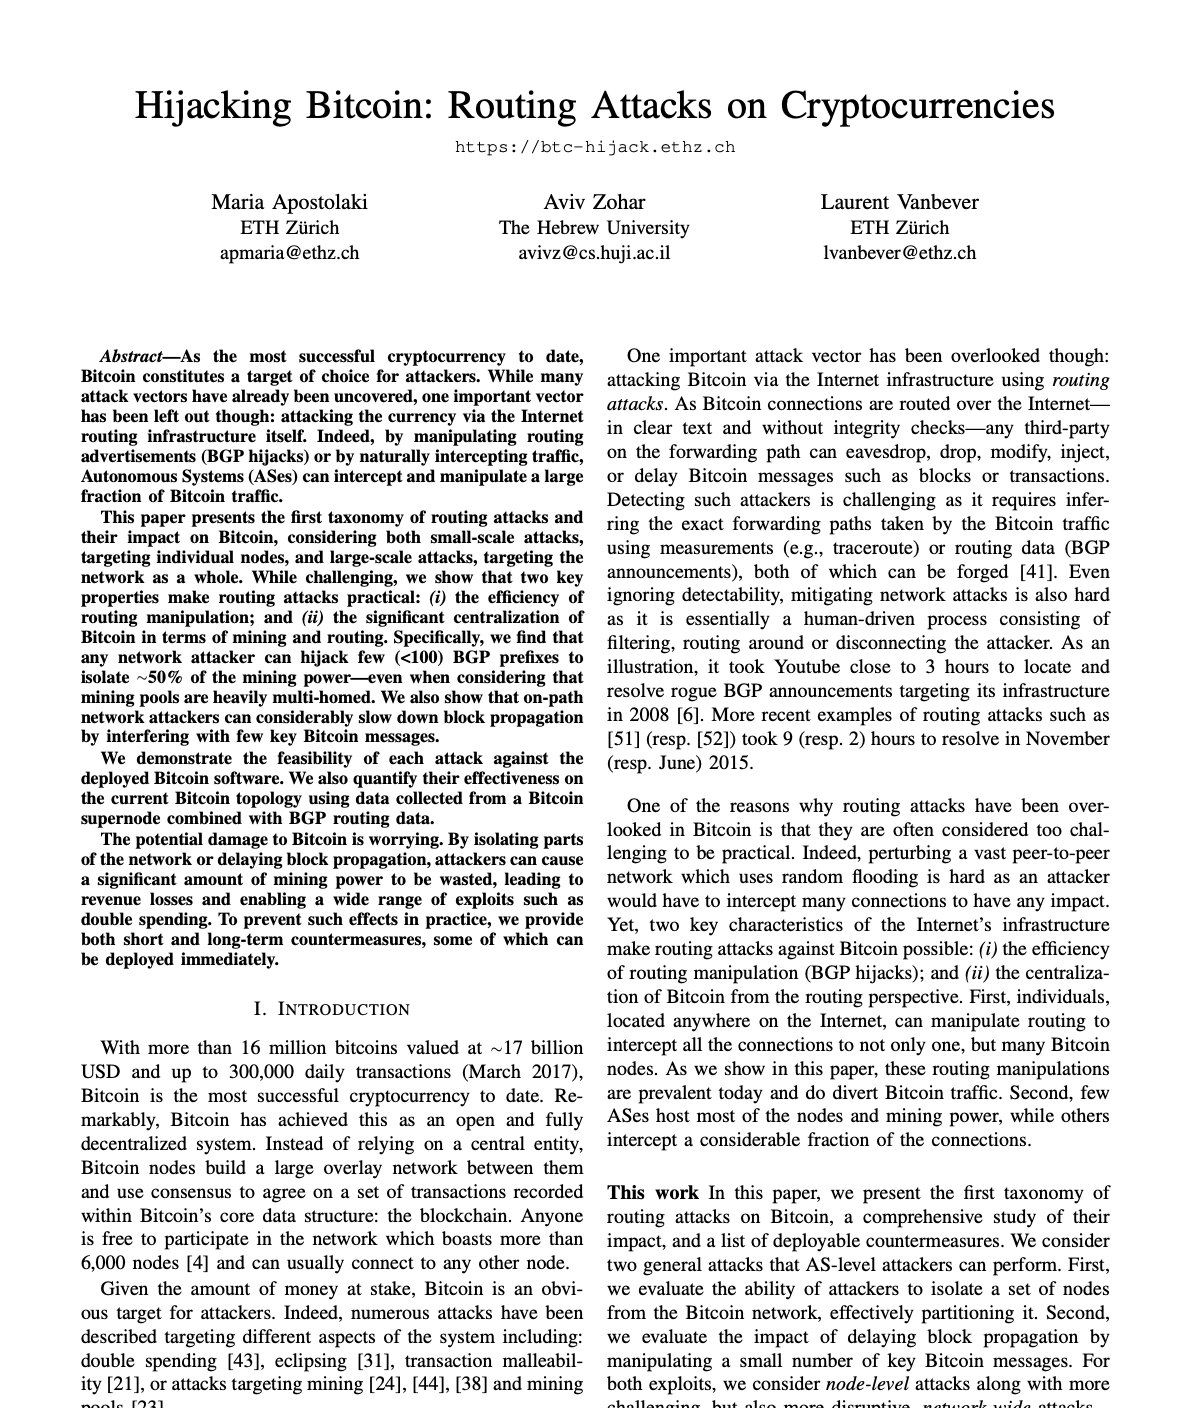 Hijacking Bitcoin: Routing Attacks on Cryptocurrencies
https://btc-hijack.ethz.ch
Maria Apostolaki
ETH Zürich
apmaria@ethz.ch
Aviv Zohar
The Hebrew University
avivz@cs.huji.ac.il
Laurent Vanbever
ETH Zürich
lvanbever@ethz.ch
Abstract—As the most successful cryptocurrency to date,
Bitcoin constitutes a target of choice for attackers. While many
attack vectors have already been uncovered, one important vector
has been left out though: attacking the currency via the Internet
routing infrastructure itself. Indeed, by manipulating routing
advertisements (BGP hijacks) or by naturally intercepting traffic,
Autonomous Systems (ASes) can intercept and manipulate a large
fraction of Bitcoin traffic.
This paper presents the first taxonomy of routing attacks and
their impact on Bitcoin, considering both small-scale attacks,
targeting individual nodes, and large-scale attacks, targeting the
network as a whole. While challenging, we show that two key
properties make routing attacks practical: (i) the efficiency of
routing manipulation; and (ii) the significant centralization of
Bitcoin in terms of mining and routing. Specifically, we find that
any network attacker can hijack few (<100) BGP prefixes to
isolate ~50% of the mining power—even when considering that
mining pools are heavily multi-homed. We also show that on-path
network attackers can considerably slow down block propagation
by interfering with few key Bitcoin messages.
We demonstrate the feasibility of each attack against the
deployed Bitcoin software. We also quantify their effectiveness on
the current Bitcoin topology using data collected from a Bitcoin
supernode combined with BGP routing data.
The potential damage to Bitcoin is worrying. By isolating parts
of the network or delaying block propagation, attackers can cause
a significant amount of mining power to be wasted, leading to
revenue losses and enabling a wide range of exploits such as
double spending. To prevent such effects in practice, we provide
both short and long-term countermeasures, some of which can
be deployed immediately.
I. INTRODUCTION
With more than 16 million bitcoins valued at ~17 billion
USD and up to 300,000 daily transactions (March 2017),
Bitcoin is the most successful cryptocurrency to date. Re-
markably, Bitcoin has achieved this as an open and fully
decentralized system. Instead of relying on a central entity,
Bitcoin nodes build a large overlay network between them
and use consensus to agree on a set of transactions recorded
within Bitcoin's core data structure: the blockchain. Anyone
is free to participate in the network which boasts more than
6,000 nodes [4] and can usually connect to any other node.
Given the amount of money at stake, Bitcoin is an obvi-
ous target for attackers. Indeed, numerous attacks have been
described targeting different aspects of the system including:
double spending [43], eclipsing [31], transaction malleabil-
ity [21], or attacks targeting mining [24], [44], [38] and mining
pools [23].
One important attack vector has been overlooked though:
attacking Bitcoin via the Internet infrastructure using routing
attacks. As Bitcoin connections are routed over the Internet—
in clear text and without integrity checks—any third-party
on the forwarding path can eavesdrop, drop, modify, inject,
or delay Bitcoin messages such as blocks or transactions.
Detecting such attackers is challenging as it requires infer-
ring the exact forwarding paths taken by the Bitcoin traffic
using measurements (e.g., traceroute) or routing data (BGP
announcements), both of which can be forged [41]. Even
ignoring detectability, mitigating network attacks is also hard
as it is essentially a human-driven process consisting of
filtering, routing around or disconnecting the attacker. As an
illustration, it took Youtube close to 3 hours to locate and
resolve rogue BGP announcements targeting its infrastructure
in 2008 [6]. More recent examples of routing attacks such as
[51] (resp. [52]) took 9 (resp. 2) hours to resolve in November
(resp. June) 2015.
One of the reasons why routing attacks have been over-
looked in Bitcoin is that they are often considered too chal-
lenging to be practical. Indeed, perturbing a vast peer-to-peer
network which uses random flooding is hard as an attacker
would have to intercept many connections to have any impact.
Yet, two key characteristics of the Internet's infrastructure
make routing attacks against Bitcoin possible: (i) the efficiency
of routing manipulation (BGP hijacks); and (ii) the centraliza-
tion of Bitcoin from the routing perspective. First, individuals,
located anywhere on the Internet, can manipulate routing to
intercept all the connections to not only one, but many Bitcoin
nodes. As we show in this paper, these routing manipulations
are prevalent today and do divert Bitcoin traffic. Second, few
ASes host most of the nodes and mining power, while others
intercept a considerable fraction of the connections.
This work In this paper, we present the first taxonomy of
routing attacks on Bitcoin, a comprehensive study of their
impact, and a list of deployable countermeasures. We consider
two general attacks that AS-level attackers can perform. First,
we evaluate the ability of attackers to isolate a set of nodes
from the Bitcoin network, effectively partitioning it. Second,
we evaluate the impact of delaying block propagation by
manipulating a small number of key Bitcoin messages. For
both exploits, we consider node-level attacks along with more
challenging, but also more disruptive, network-wide attacks.